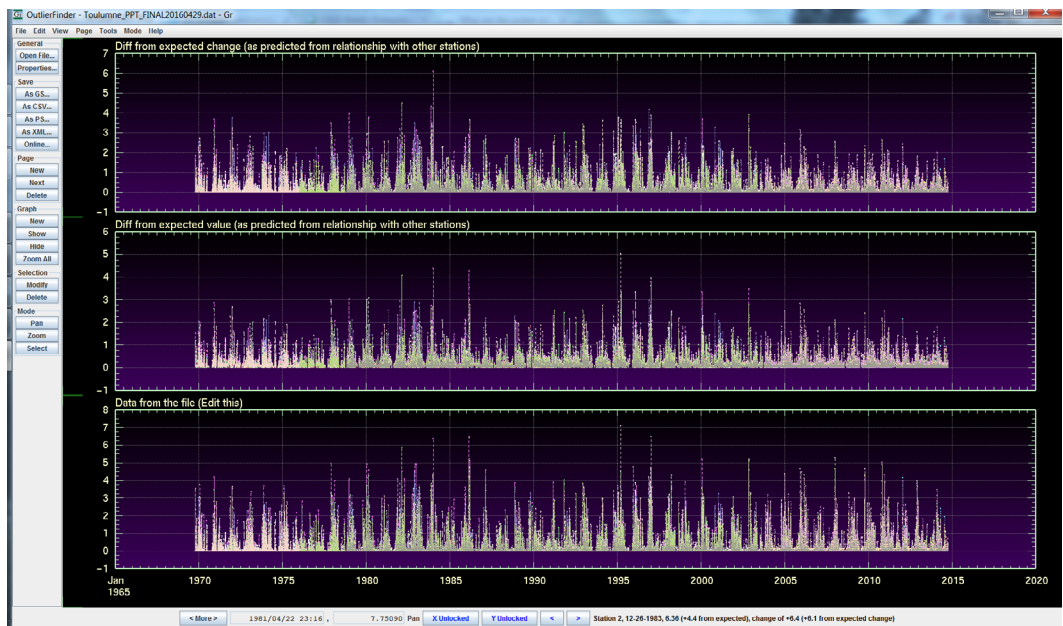 OutlierFinder - Toulumne_PPT_FINAL20160429.dat - Gr
File Edit View Page Tools Mode Help
General
Open File...
Properties...
Save
As GS...
As CSV...
As PS...
As XML...
Online...
Page
New
Next
Delete
Graph
New
Show
Hide
Zoom All
Selection
Modify
Delete
Mode
Pan
Zoom
Select
Diff from expected change (as predicted from relationship with other stations)
7
6
5
4
3
2
1
0
-1
Diff from expected value (as predicted from relationship with other stations)
6
5
4
3
2
1
0
-1
Data from the file (Edit this)
8
7
6
5
4
3
2
1
0
-1
Jan 1965 1970 1975 1980 1985 1990 1995 2000 2005 2010 2015 2020
< More > 1981/04/22 23:16 , 7.75090 Pan X Unlocked Y Unlocked < > Station 2, 12-26-1983, 6.36 (+4.4 from expected), change of +6.4 (+6.1 from expected change)